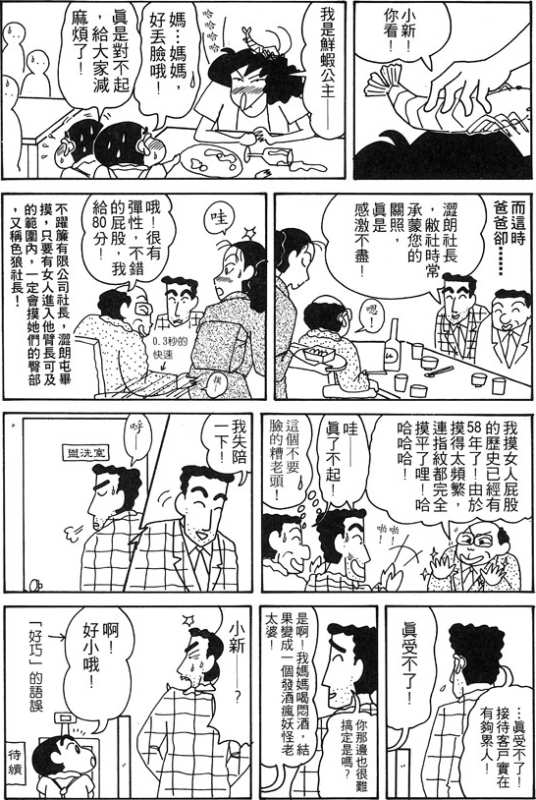 小新！
你看！
我是鮮蝦公主——
哈哈哈
媽…媽媽，
好丟臉哦！
真是對不起
，給大家減
麻煩了！
而這時
爸爸卻……
澀朗社長
，敝社時常
承蒙您的
關照，
真是
感激不盡！
嗯！
哇
哦！很有
彈性，不錯
的屁股，我
給80分！
0.3秒的
快速
摸
不躍簾有限公司社長，澀朗屯畢
摸，只要有女人進入他臂長可及
的範圍內，一定會摸她們的臀部
，又稱色狼社長！
我摸女人屁股
的歷史已經有
58年了！由於
摸得太頻繁，
連指紋都完全
摸平了哩！哈
哈哈哈！
啪
啪
哇——
真了不起！
這個不要
臉的糟老頭！
我失陪
一下！
盥洗室
呼
真受不了！
…真受不了！
接待客戶實在
有夠累人！
你那邊也很難
搞定是嗎？
是啊！我媽媽喝悶酒，結
果變成一個發酒瘋妖怪老
太婆！
小新——？
啊！
好小哦！
「好巧」的語誤
待續